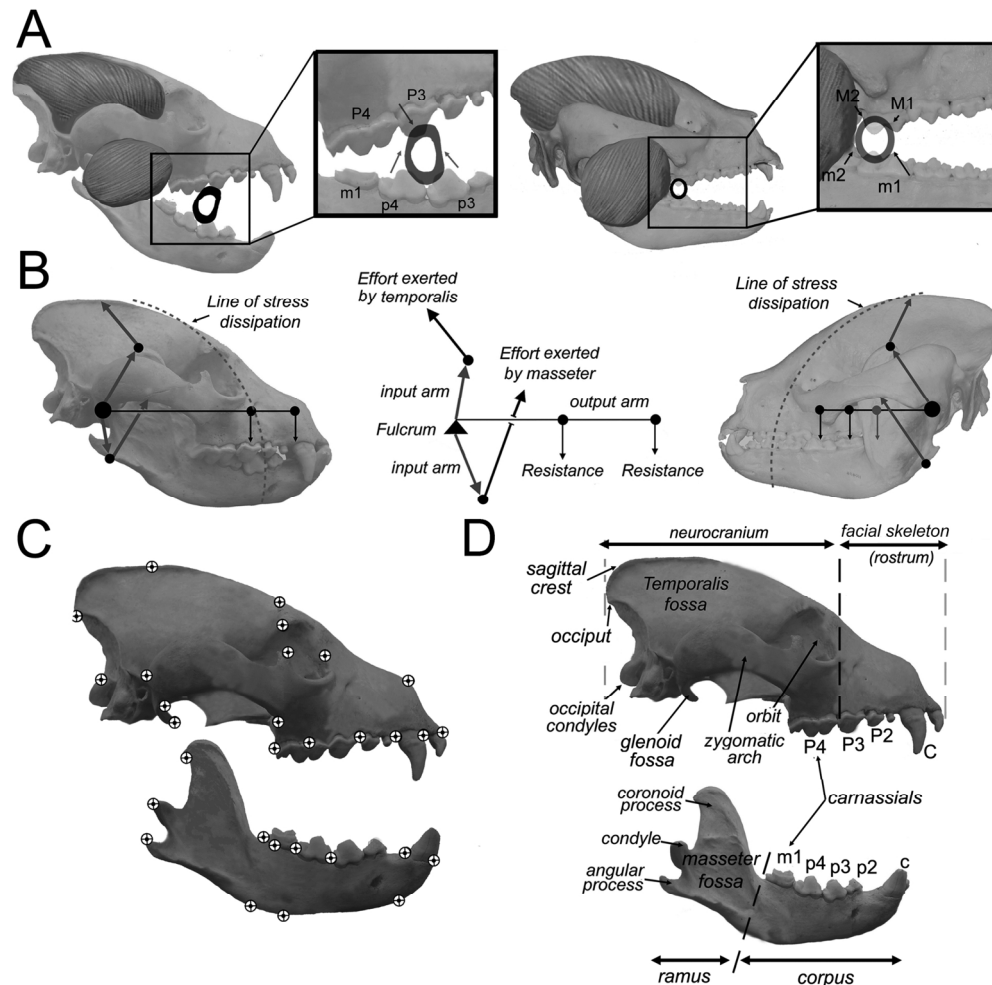 A
P4
P3
m1
p4
p3
M2
M1
m2
m1
B
Line of stress
dissipation
Effort exerted
by temporalis
input arm
Fulcrum
input arm
Effort exerted
by masseter
output arm
Resistance
Resistance
Line of stress
dissipation
C
D
neurocranium
facial skeleton
(rostrum)
sagittal
crest
Temporalis
fossa
occiput
occipital
condyles
glenoid
fossa
zygomatic
arch
orbit
P4
P3
P2
C
carnassials
coronoid
process
condyle
angular
process
masseter
fossa
m1
p4
p3
p2
c
ramus
/
corpus